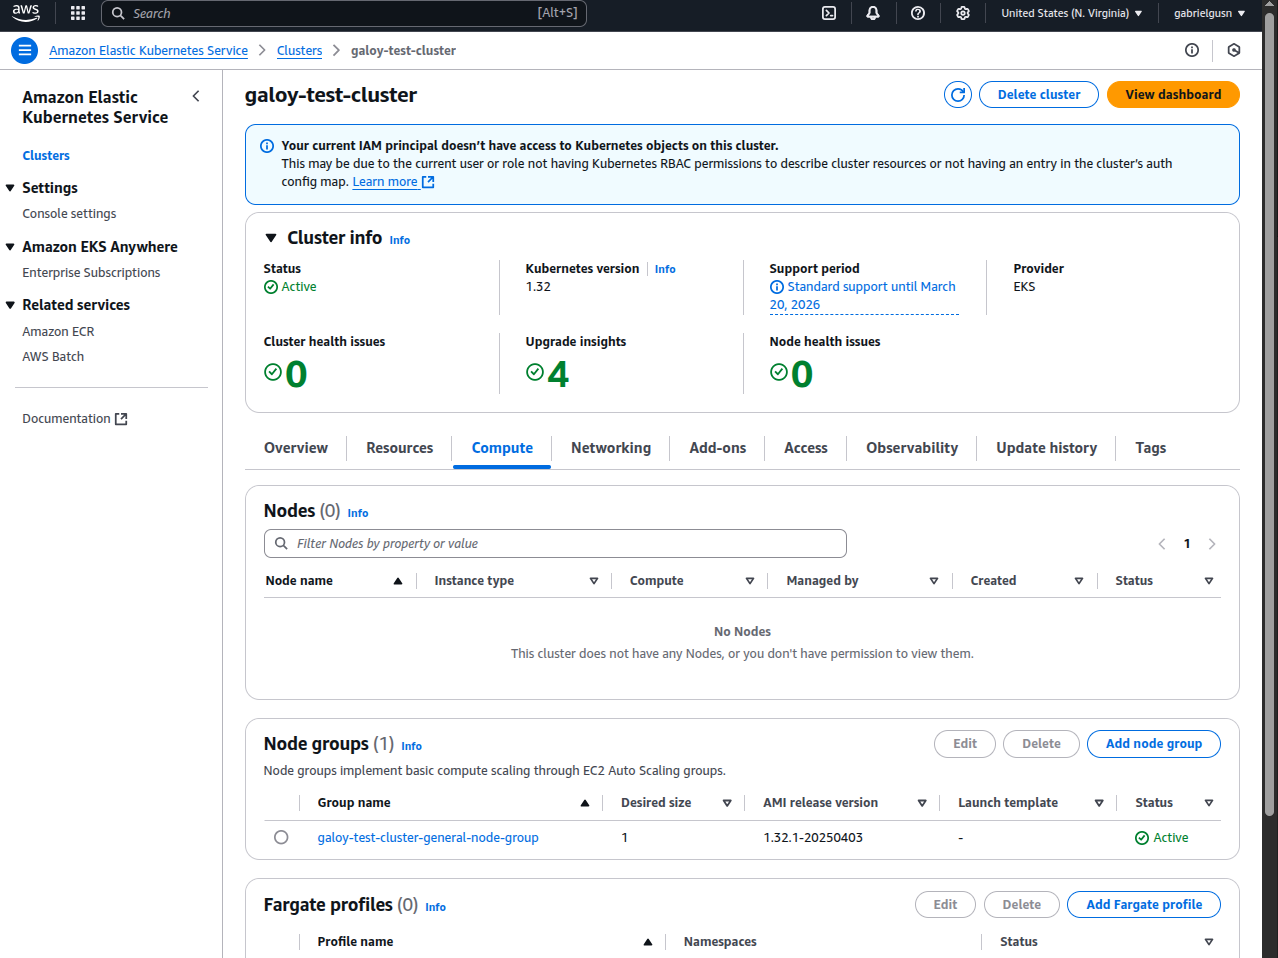 aws
Search
[Alt+S]
United States (N. Virginia)
gabrielgusn
Amazon Elastic Kubernetes Service
Clusters
galoy-test-cluster
Amazon Elastic
Kubernetes Service
Clusters
Settings
Console settings
Amazon EKS Anywhere
Enterprise Subscriptions
Related services
Amazon ECR
AWS Batch
Documentation
galoy-test-cluster
Delete cluster
View dashboard
Your current IAM principal doesn't have access to Kubernetes objects on this cluster.
This may be due to the current user or role not having Kubernetes RBAC permissions to describe cluster resources or not having an entry in the cluster's auth
config map. Learn more
Cluster info Info
Status
Active
Kubernetes version Info
1.32
Support period
Standard support until March
20, 2026
Provider
EKS
Cluster health issues
0
Upgrade insights
4
Node health issues
0
Overview Resources Compute Networking Add-ons Access Observability Update history Tags
Nodes (0) Info
Filter Nodes by property or value
1
Node name Instance type Compute Managed by Created Status
No Nodes
This cluster does not have any Nodes, or you don't have permission to view them.
Node groups (1) Info
Edit Delete Add node group
Node groups implement basic compute scaling through EC2 Auto Scaling groups.
Group name Desired size AMI release version Launch template Status
galoy-test-cluster-general-node-group 1 1.32.1-20250403 - Active
Fargate profiles (0) Info
Edit Delete Add Fargate profile
Profile name Namespaces Status